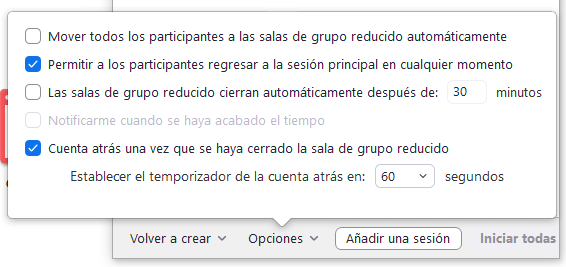 Mover todos los participantes a las salas de grupo reducido automáticamente
Permitir a los participantes regresar a la sesión principal en cualquier momento
Las salas de grupo reducido cierran automáticamente después de: 30 minutos
Notificarme cuando se haya acabado el tiempo
Cuenta atrás una vez que se haya cerrado la sala de grupo reducido
Establecer el temporizador de la cuenta atrás en: 60 segundos
Volver a crear Opciones Añadir una sesión Iniciar todas